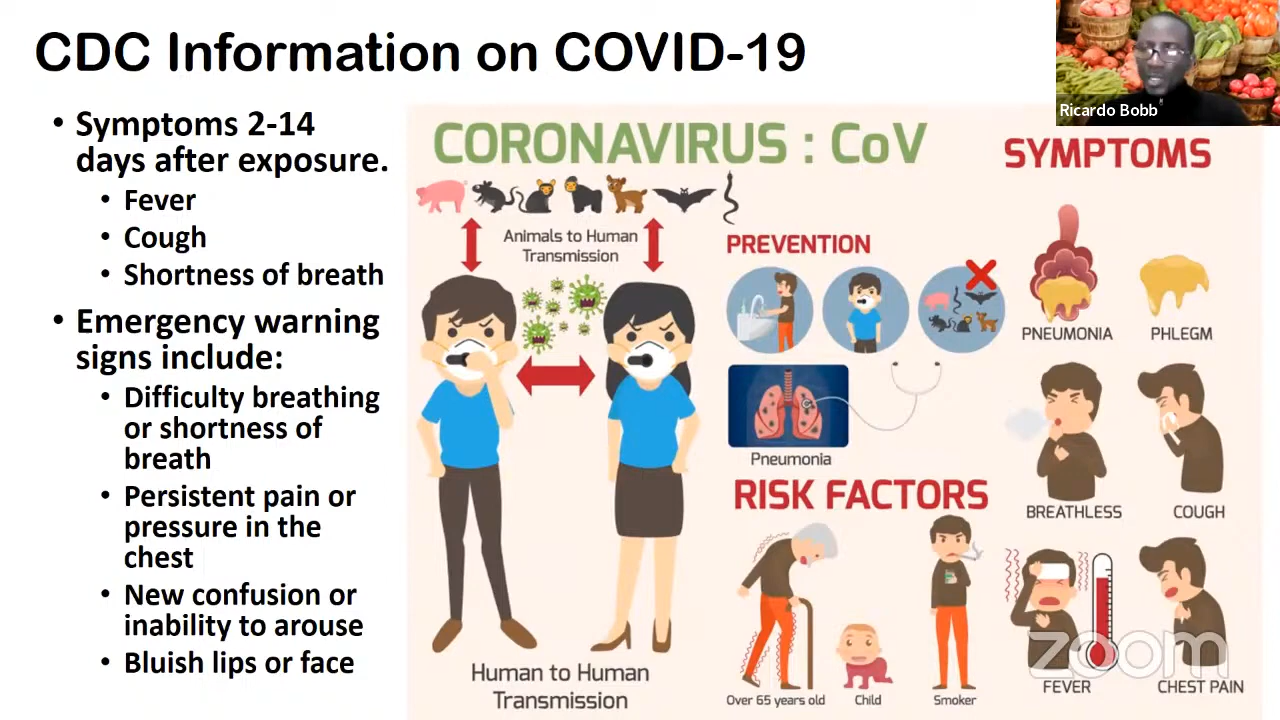 CDC Information on COVID-19
Ricardo Bobb
• Symptoms 2-14
days after exposure.
• Fever
• Cough
• Shortness of breath
• Emergency warning
signs include:
• Difficulty breathing
or shortness of
breath
• Persistent pain or
pressure in the
chest
• New confusion or
inability to arouse
• Bluish lips or face
CORONAVIRUS : CoV
Animals to Human
Transmission
Human to Human
Transmission
PREVENTION
Pneumonia
RISK FACTORS
Over 65 years old
Child
Smoker
SYMPTOMS
PNEUMONIA
PHLEGM
BREATHLESS
COUGH
FEVER
CHEST PAIN
zoom